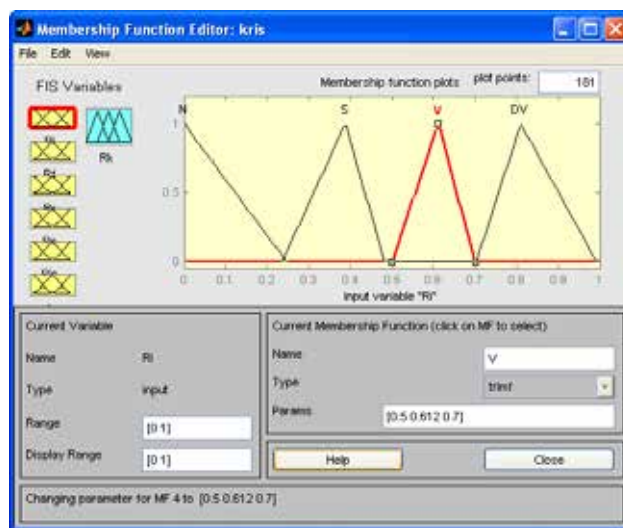 Membership Function Editor: kris
File Edit View
FIS Variables
Membership function plots plot points: 181
N S V DV
1
Rk
0.5
0
0 0.1 0.2 0.3 0.4 0.5 0.6 0.7 0.8 0.9 1
input variable "Ri"
Current Variable
Name Ri
Type input
Range [0 1]
Display Range [0 1]
Current Membership Function (click on MF to select)
Name V
Type trimf
Params [0.5 0.612 0.7]
Help Close
Changing parameter for MF 4 to [0.5 0.612 0.7]